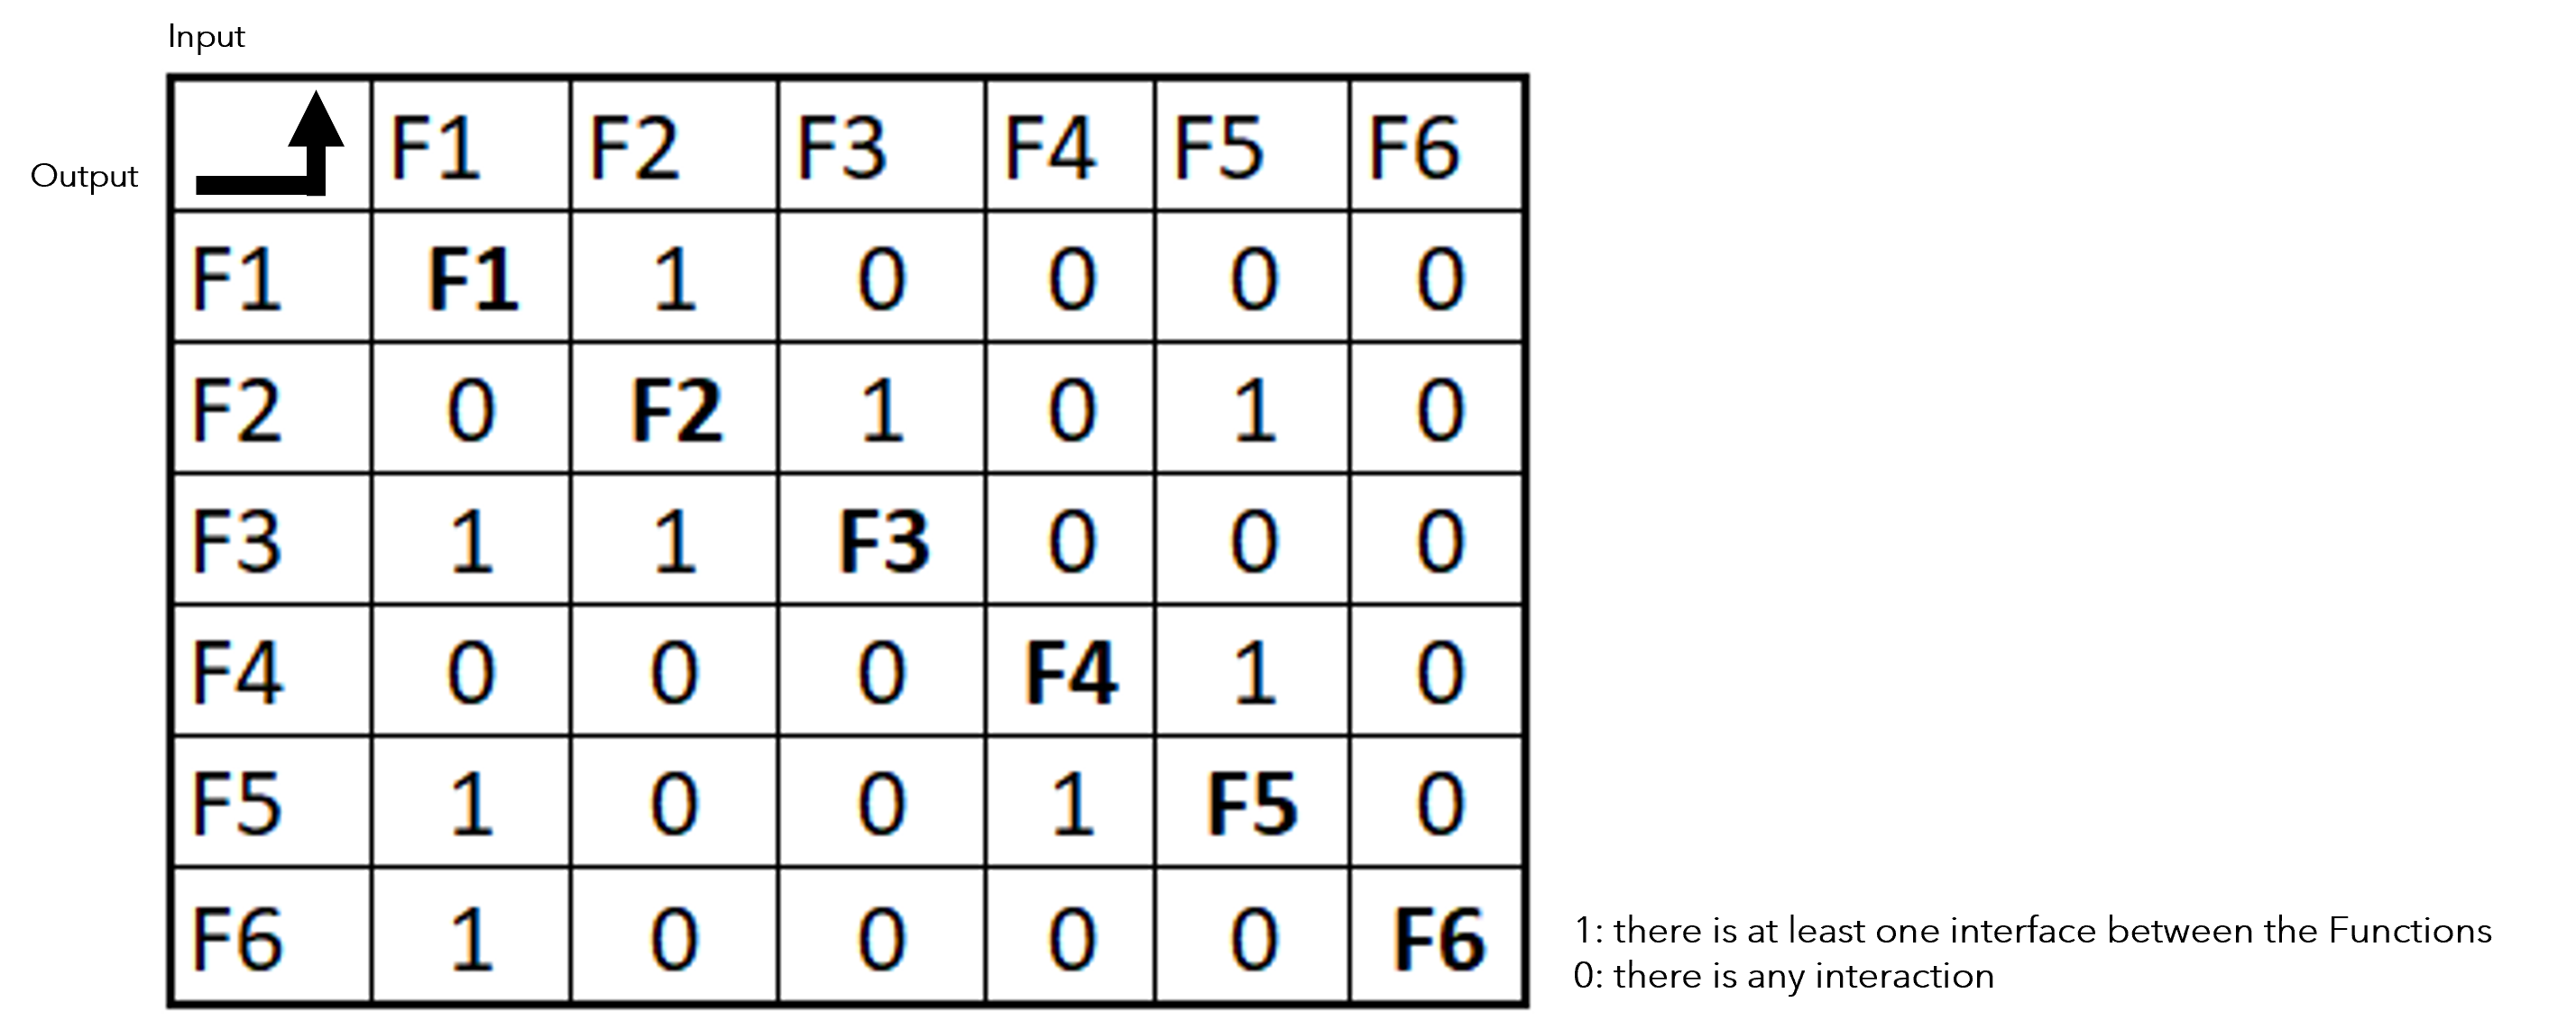 Input
Output
F1 F2 F3 F4 F5 F6
F1 F1 1 0 0 0 0
F2 0 F2 1 0 1 0
F3 1 1 F3 0 0 0
F4 0 0 0 F4 1 0
F5 1 0 0 1 F5 0
F6 1 0 0 0 0 F6
1: there is at least one interface between the Functions
0: there is any interaction